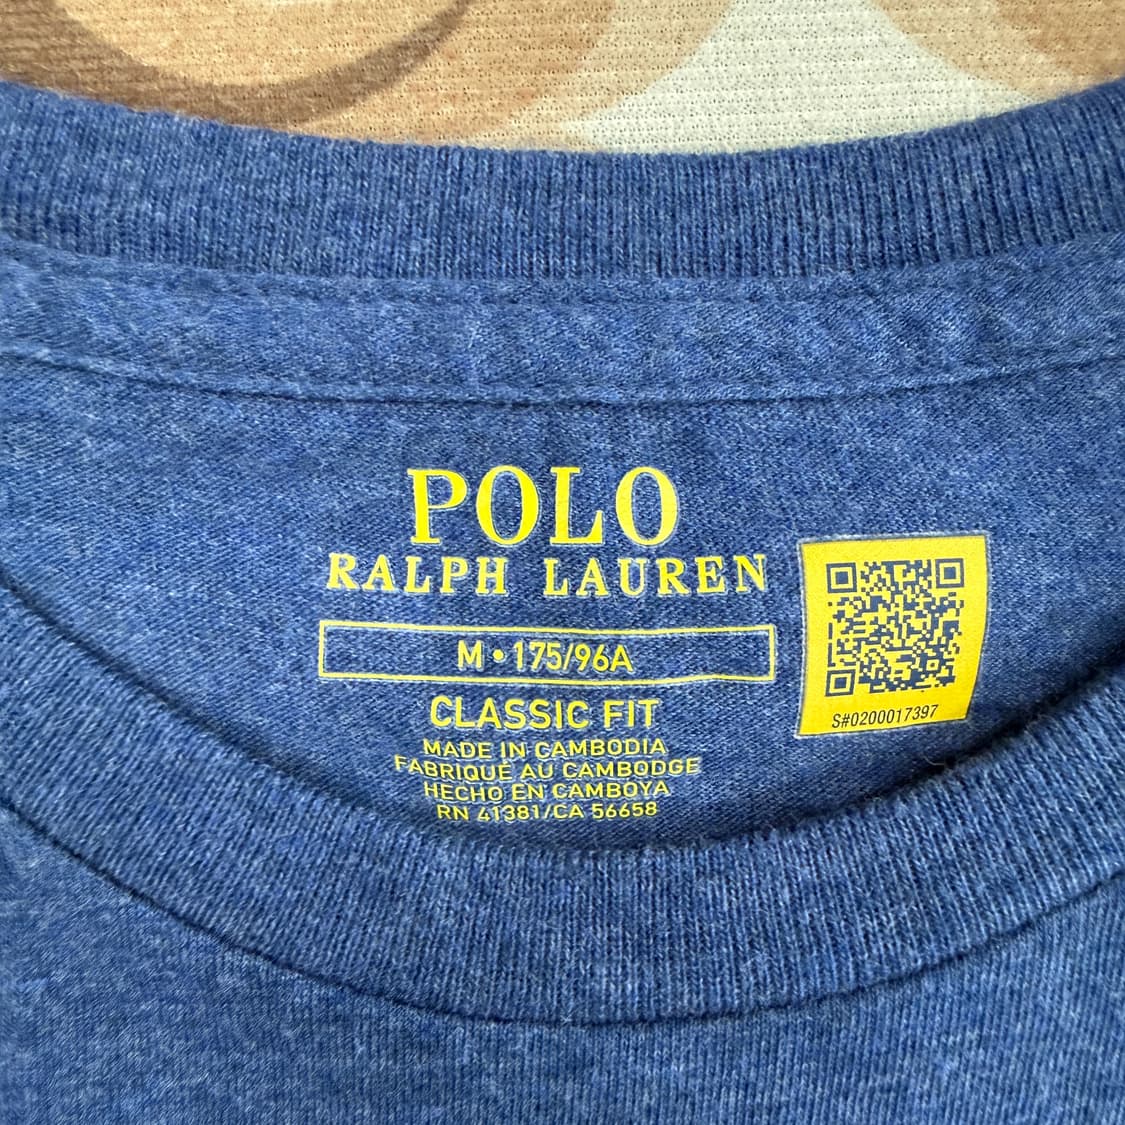 POLO
RALPH LAUREN
M • 175/96A
CLASSIC FIT
MADE IN CAMBODIA
FABRIQUÉ AU CAMBODGE
HECHO EN CAMBOYA
RN 41381/CA 56658
S#0200017397